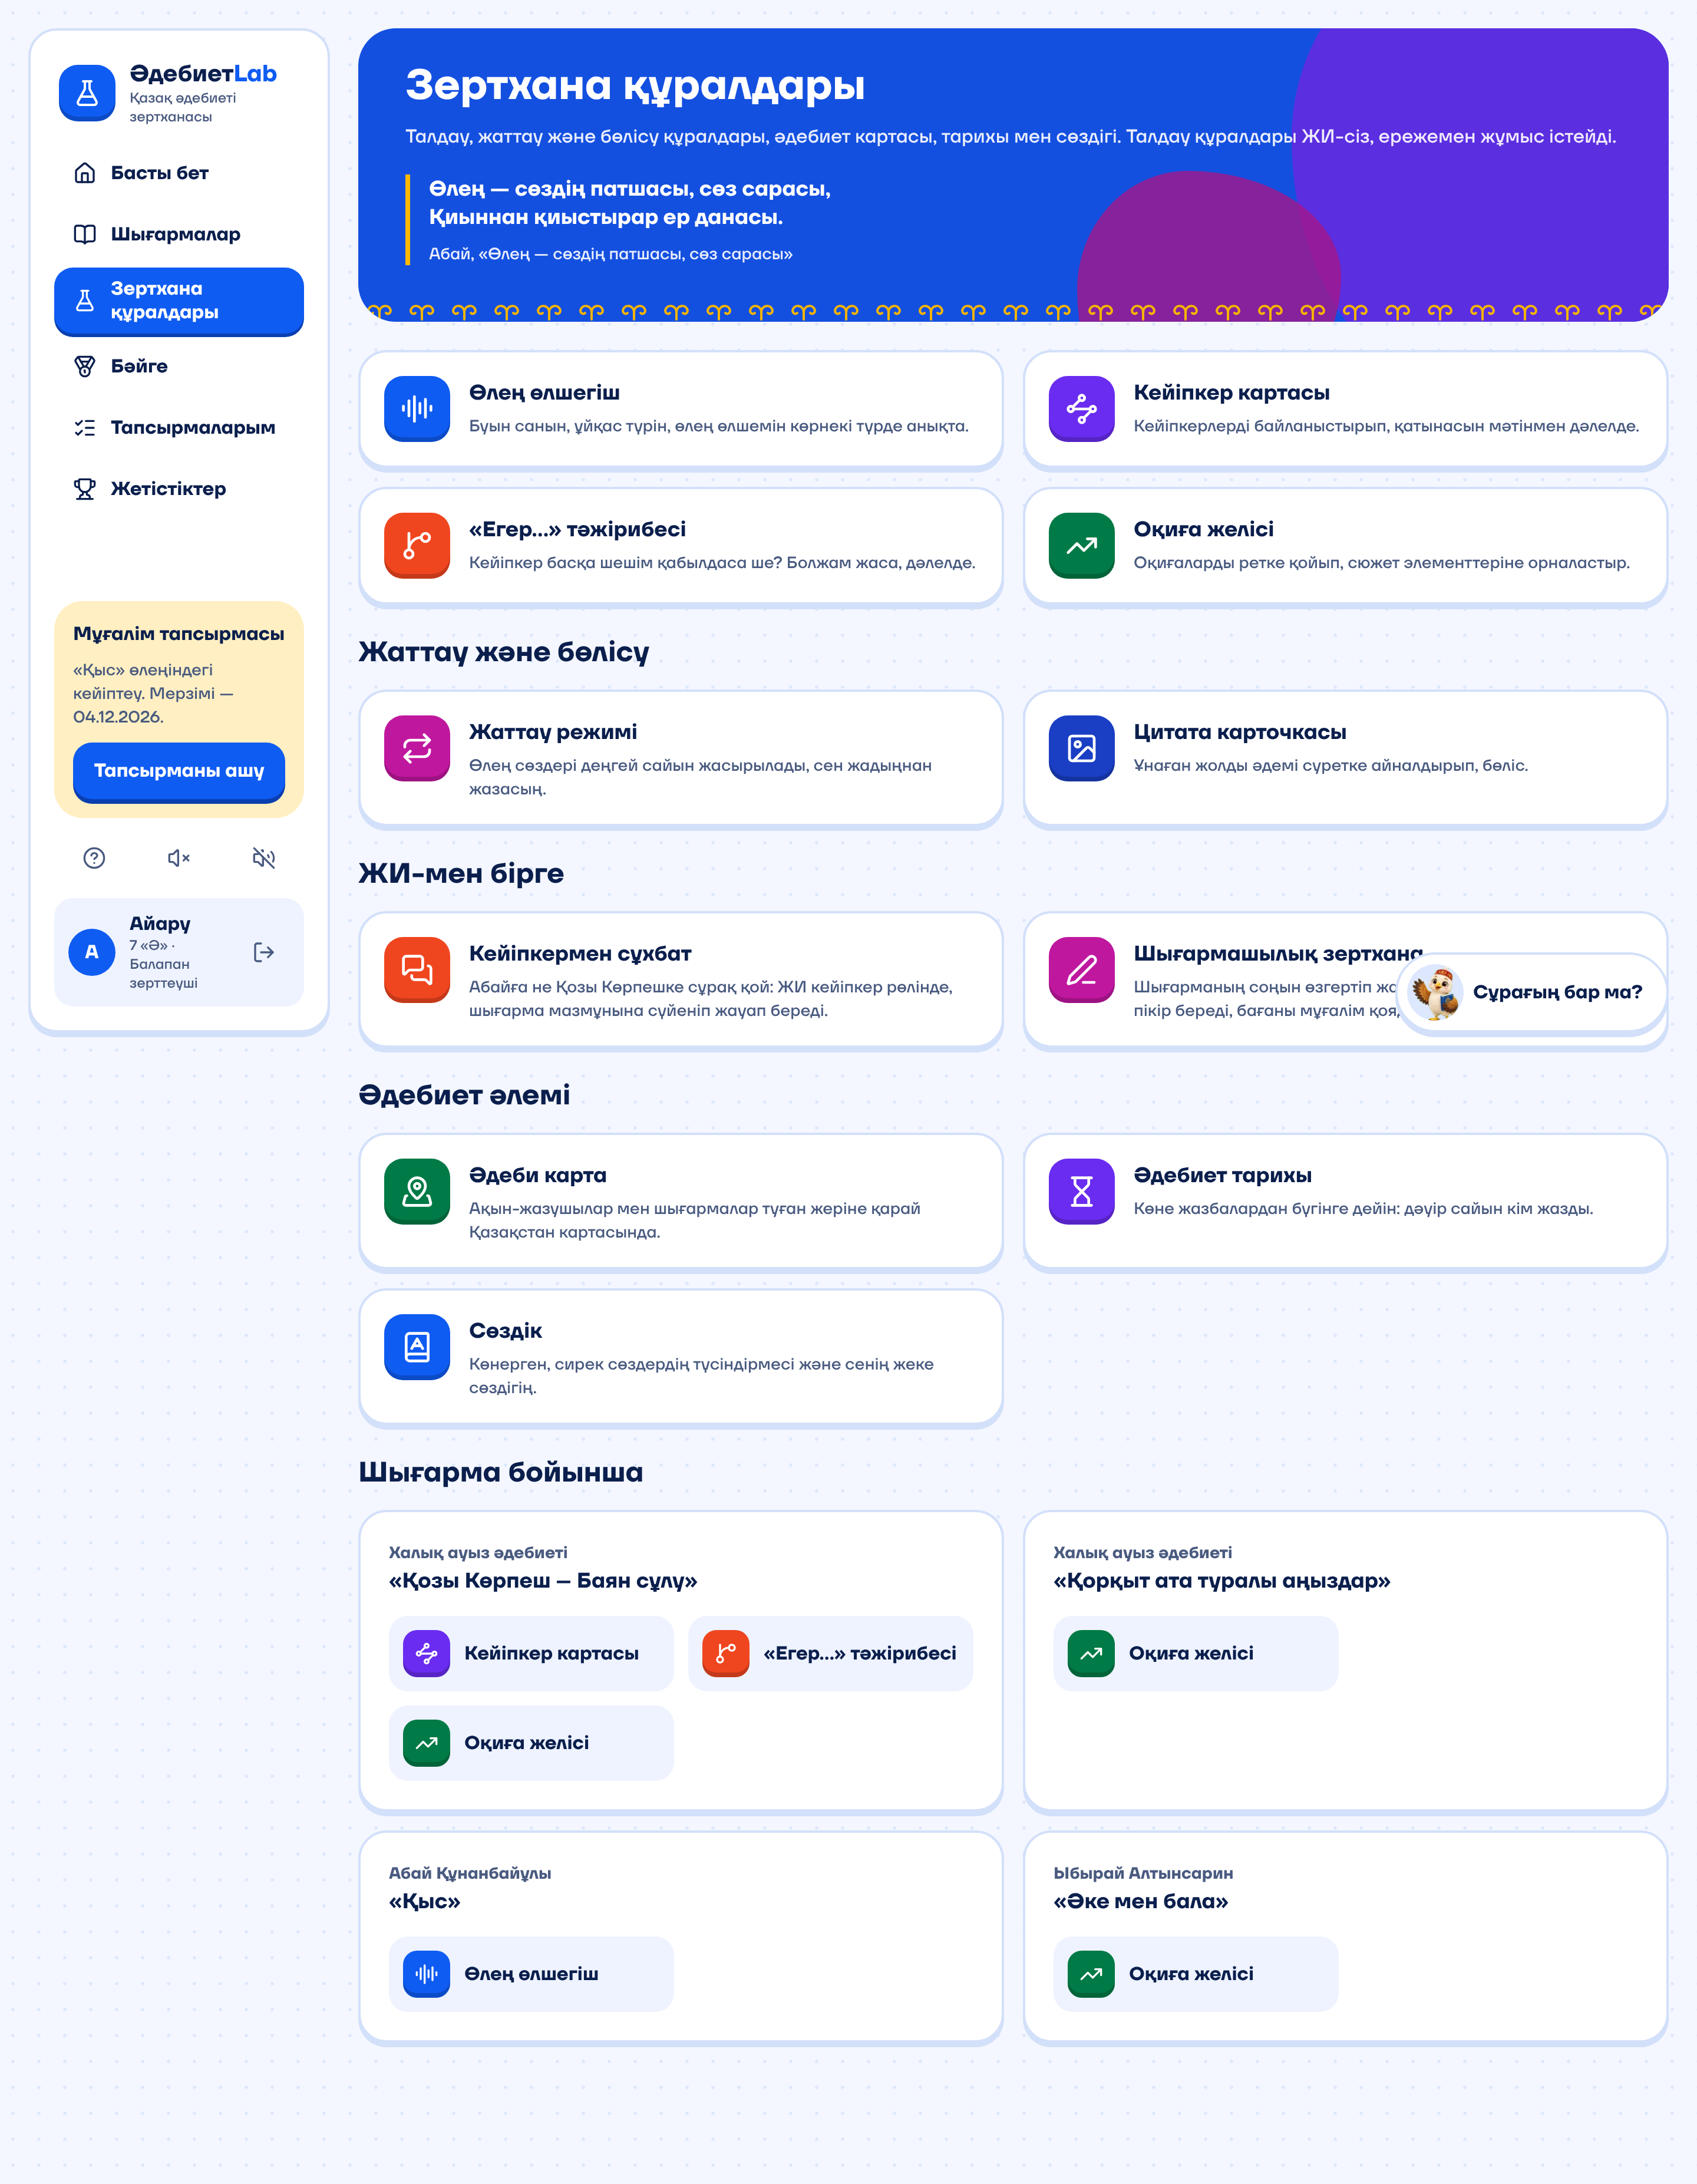 ӘдебиетLab
Қазақ әдебиеті
зертханасы
Басты бет
Шығармалар
Зертхана
құралдары
Бәйге
Тапсырмаларым
Жетістіктер
Мұғалім тапсырмасы
«Қыс» өлеңіндегі
кейіптеу. Мерзімі —
04.12.2026.
Тапсырманы ашу
А
Айару
7 «Ә» ·
Балапан
зерттеуші
Зертхана құралдары
Талдау, жаттау және бөлісу құралдары, әдебиет картасы, тарихы мен сөздігі. Талдау құралдары ЖИ-сіз, ережемен жұмыс істейді.
Өлең — сөздің патшасы, сөз сарасы,
Қиыннан қиыстырар ер данасы.
Абай, «Өлең — сөздің патшасы, сөз сарасы»
Өлең өлшегіш
Буын санын, ұйқас түрін, өлең өлшемін көрнекі түрде анықта.
Кейіпкер картасы
Кейіпкерлерді байланыстырып, қатынасын мәтінмен дәлелде.
«Егер...» тәжірибесі
Кейіпкер басқа шешім қабылдаса ше? Болжам жаса, дәлелде.
Оқиға желісі
Оқиғаларды ретке қойып, сюжет элементтеріне орналастыр.
Жаттау және бөлісу
Жаттау режимі
Өлең сөздері деңгей сайын жасырылады, сен жадыңнан
жазасың.
Цитата карточкасы
Ұнаған жолды әдемі суретке айналдырып, бөліс.
ЖИ-мен бірге
Кейіпкермен сұхбат
Абайға не Қозы Көрпешке сұрақ қой: ЖИ кейіпкер рөлінде,
шығарма мазмұнына сүйеніп жауап береді.
Шығармашылық зертхана
Шығарманың соңын өзгертіп
пікір береді, бағаны мұғалім
Сұрағың бар ма?
Әдебиет әлемі
Әдеби карта
Ақын-жазушылар мен шығармалар туған жеріне қарай
Қазақстан картасында.
Әдебиет тарихы
Көне жазбалардан бүгінге дейін: дәуір сайын кім жазды.
Сөздік
Көнерген, сирек сөздердің түсіндірмесі және сенің жеке
сөздігің.
Шығарма бойынша
Халық ауыз әдебиеті
«Қозы Көрпеш – Баян сұлу»
Кейіпкер картасы
«Егер...» тәжірибесі
Оқиға желісі
Халық ауыз әдебиеті
«Қорқыт ата туралы аңыздар»
Оқиға желісі
Абай Құнанбайұлы
«Қыс»
Өлең өлшегіш
Ыбырай Алтынсарин
«Әке мен бала»
Оқиға желісі